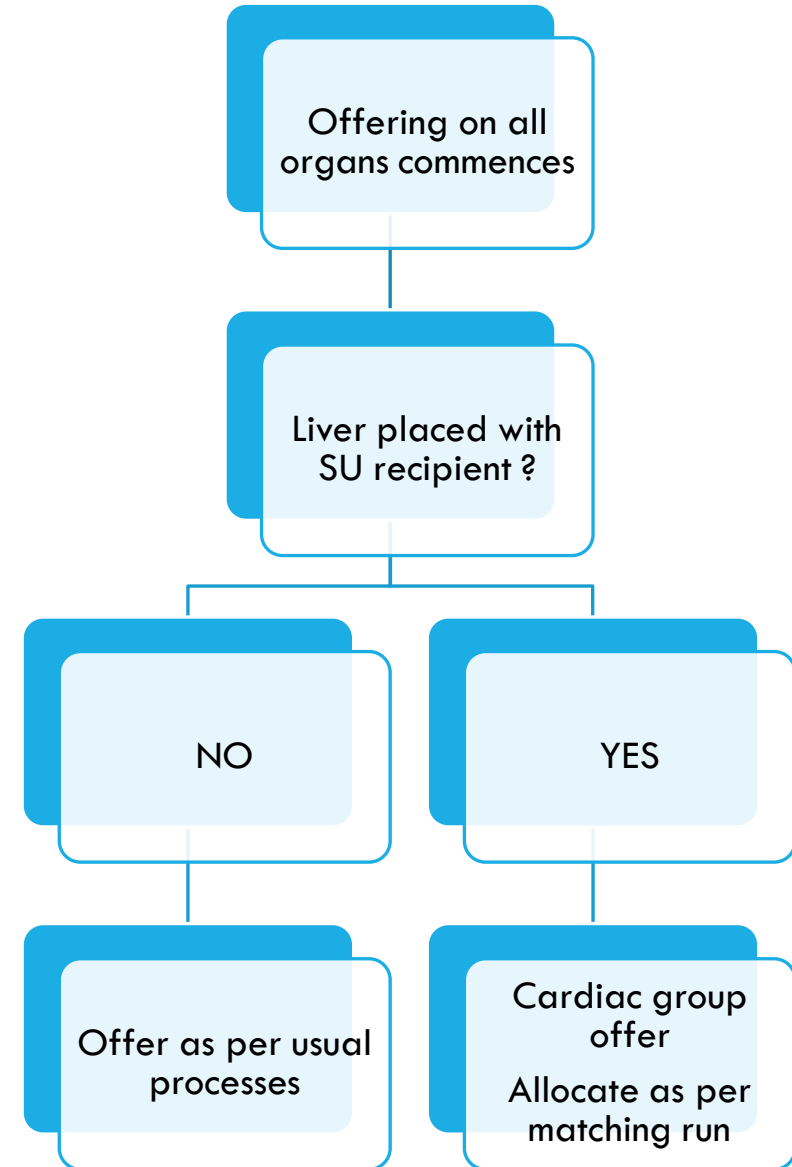 Offering on all
organs commences
Liver placed with
SU recipient ?
NO
YES
Offer as per usual
processes
Cardiac group
offer
Allocate as per
matching run